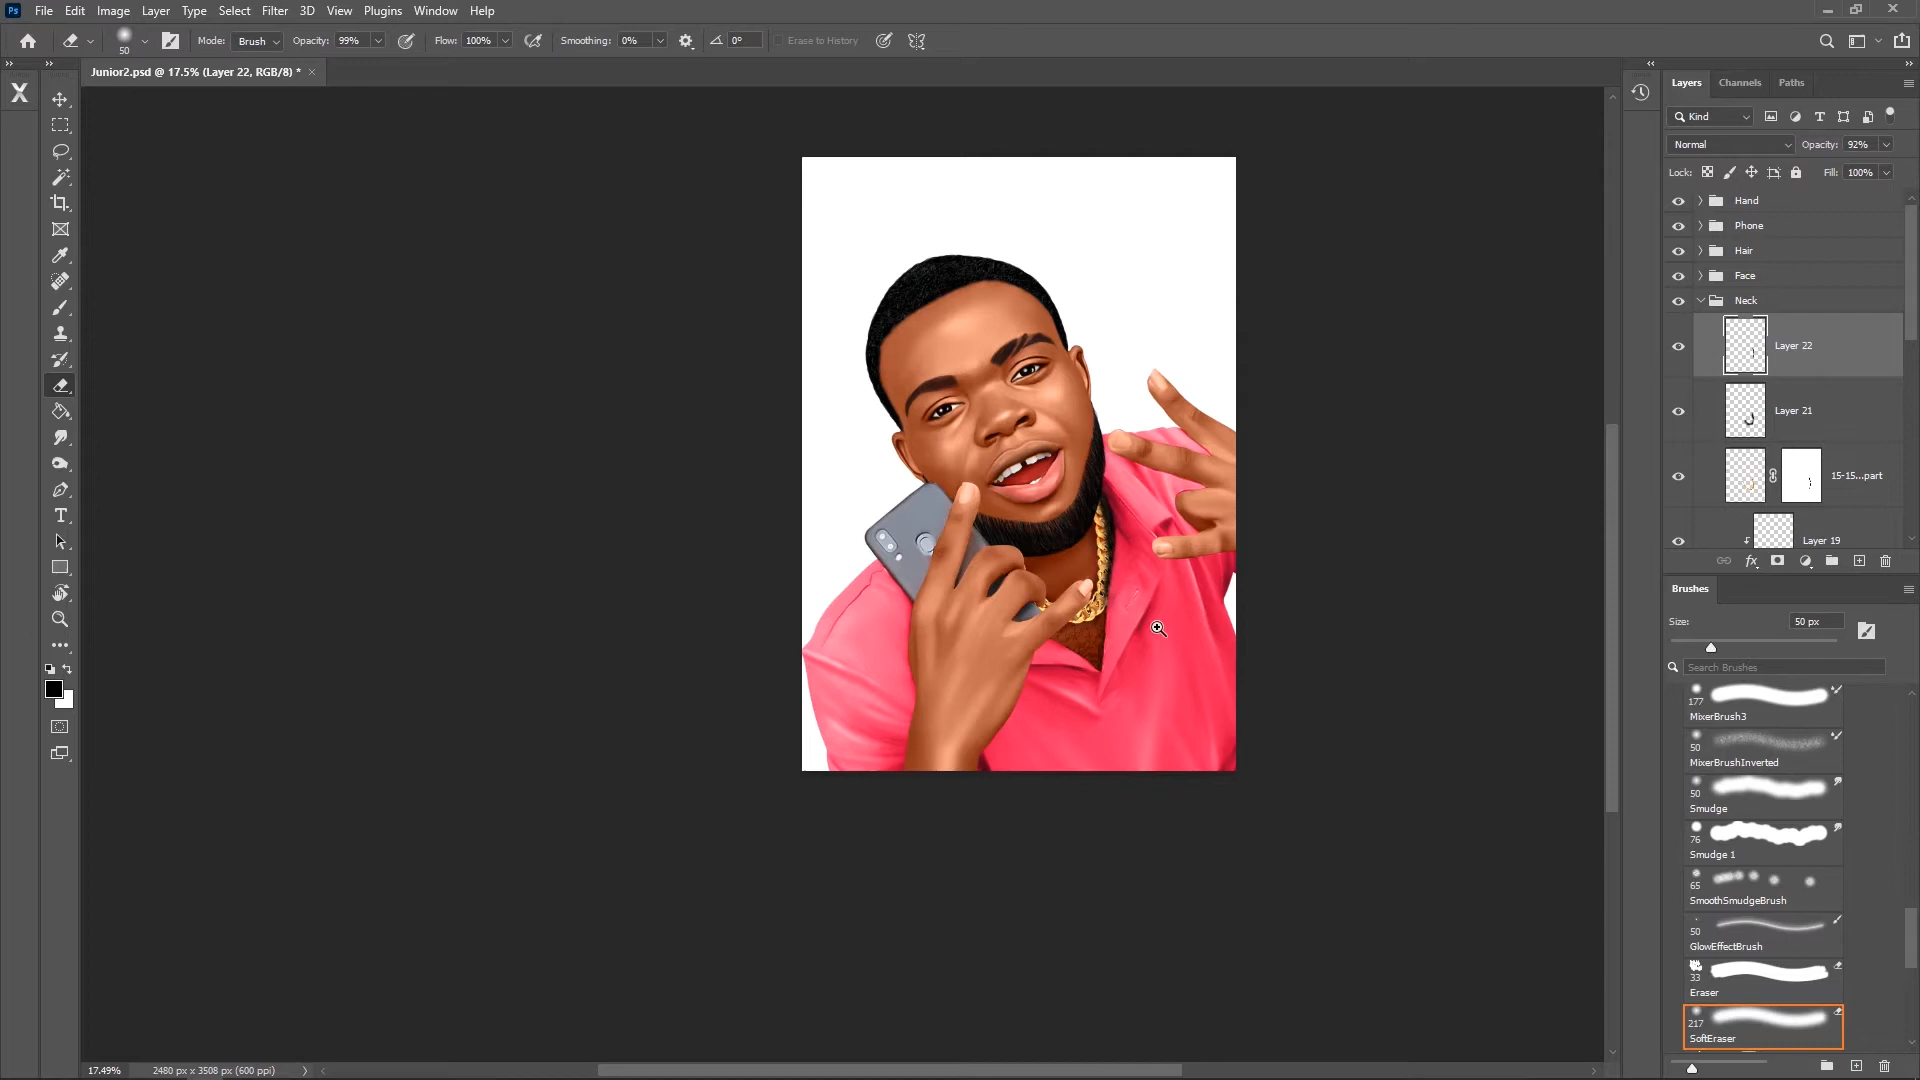 Ps File Edit Image Layer Type Select Filter 3D View Plugins Window Help
50 Mode: Brush Opacity: 99% Flow: 100% Smoothing: 0% 0° Erase to History
Junior2.psd @ 17.5% (Layer 22, RGB/8) *
X
T
Layers Channels Paths
Kind
Normal Opacity: 92%
Lock: Fill: 100%
Hand
Phone
Hair
Face
Neck
Layer 22
Layer 21
15-15...part
Layer 19
fx
Brushes
Size: 50 px
Search Brushes
177
MixerBrush3
50
MixerBrushInverted
50
Smudge
76
Smudge 1
65
SmoothSmudgeBrush
50
GlowEffectBrush
33
Eraser
217
SoftEraser
17.49% 2480 px x 3508 px (600 ppi)